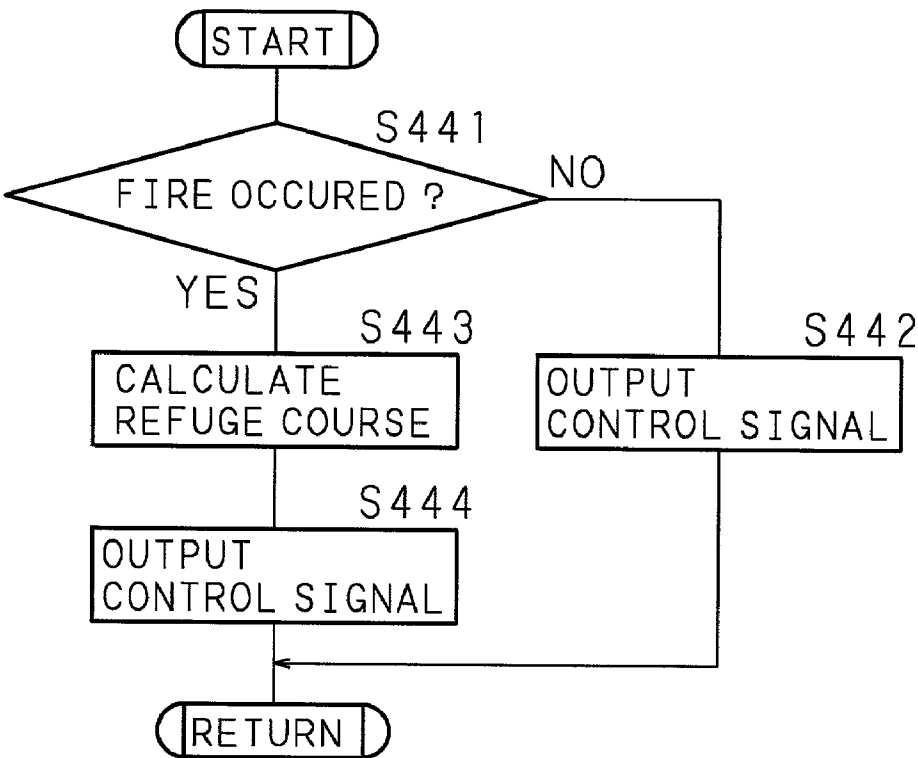 START
S441
FIRE OCCURED ?
NO
YES
S443
CALCULATE
REFUGE COURSE
S442
OUTPUT
CONTROL SIGNAL
S444
OUTPUT
CONTROL SIGNAL
RETURN